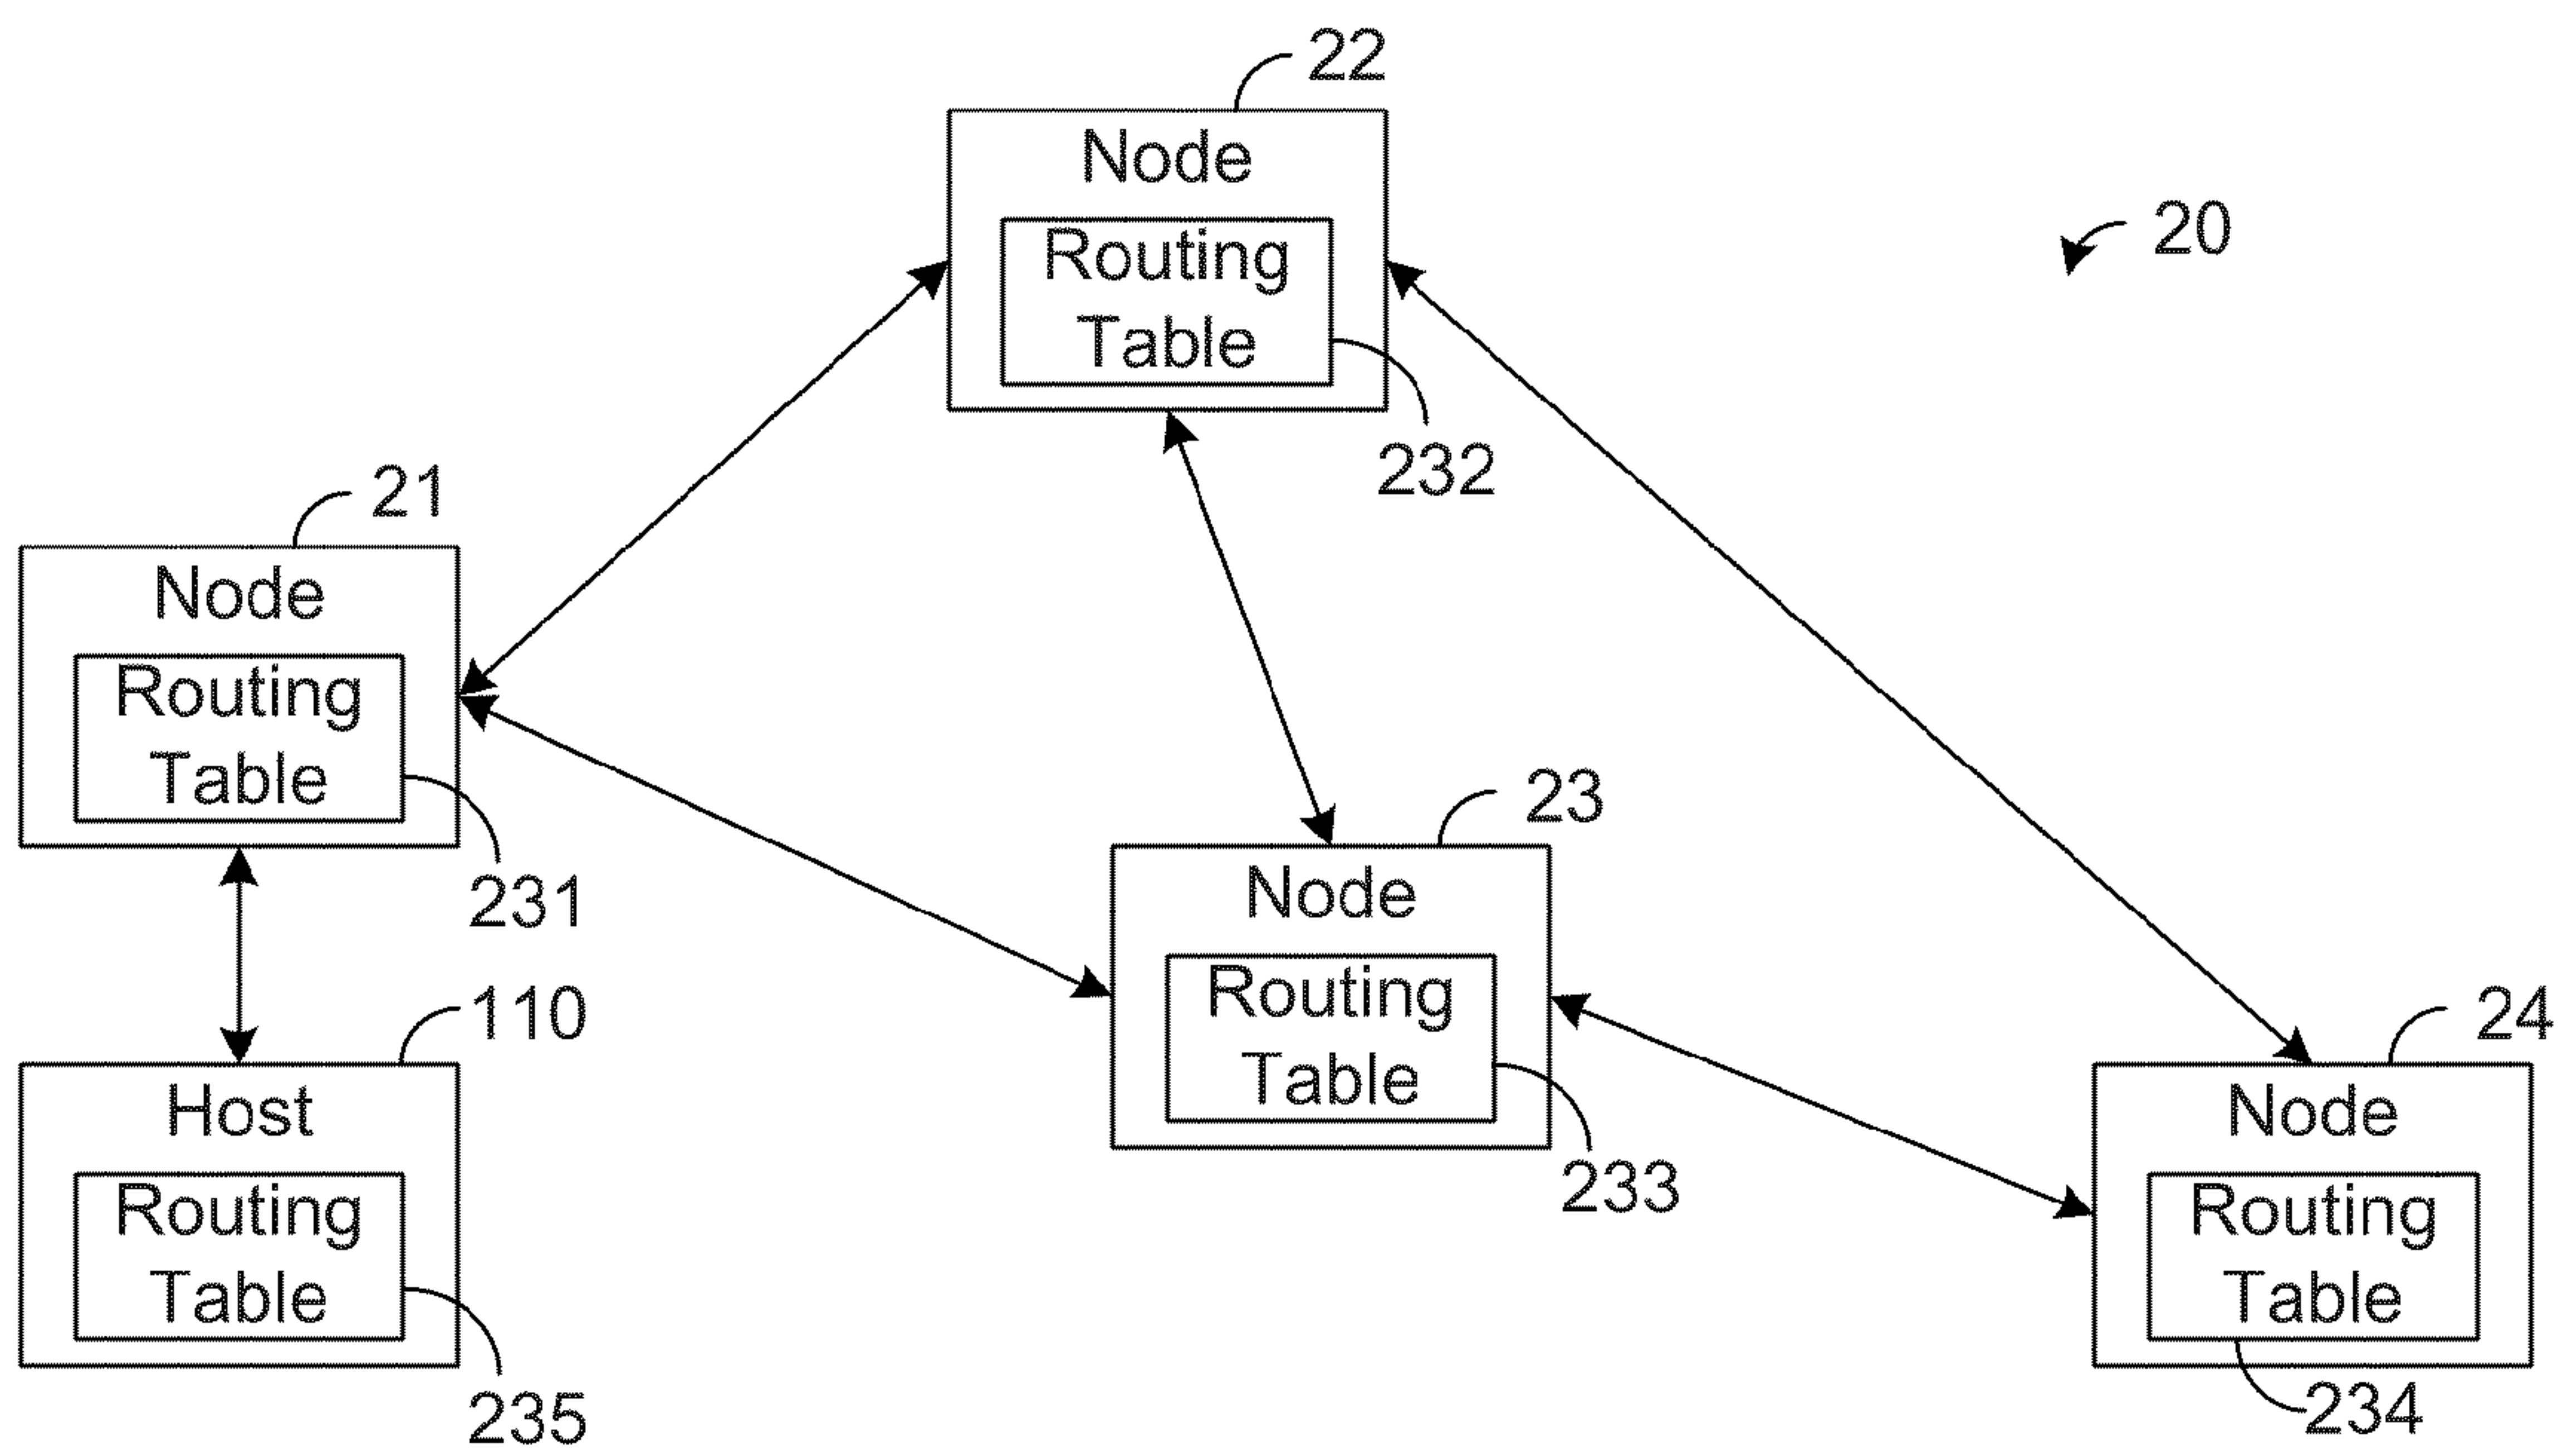 22
Node
Routing
Table
232
20
21
Node
Routing
Table
231
23
Node
Routing
Table
233
110
Host
Routing
Table
235
24
Node
Routing
Table
234